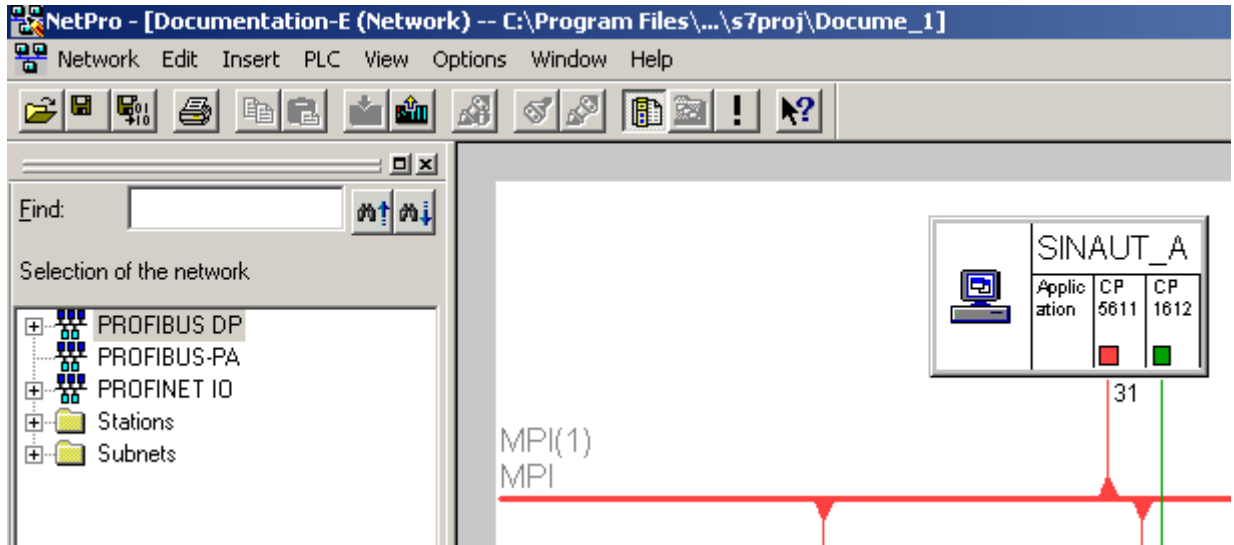 NetPro - [Documentation-E (Network) -- C:\Program Files\...\s7proj\Docume_1]
Network Edit Insert PLC View Options Window Help
Find:
Selection of the network
PROFIBUS DP
PROFIBUS-PA
PROFINET IO
Stations
Subnets
SINAUT_A
Applic
ation
CP
5611
CP
1612
31
MPI(1)
MPI